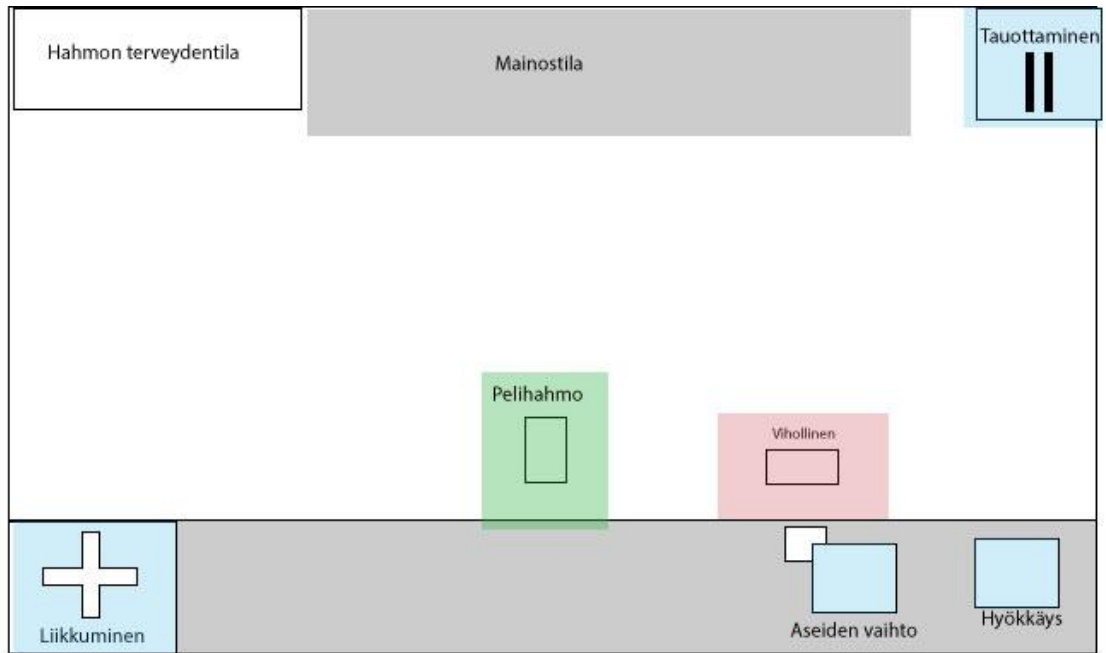 Hahmon terveydentila
Mainostila
Tauottaminen
Pelihahmo
Vihollinen
Liikkuminen
Aseiden vaihto
Hyökkäys